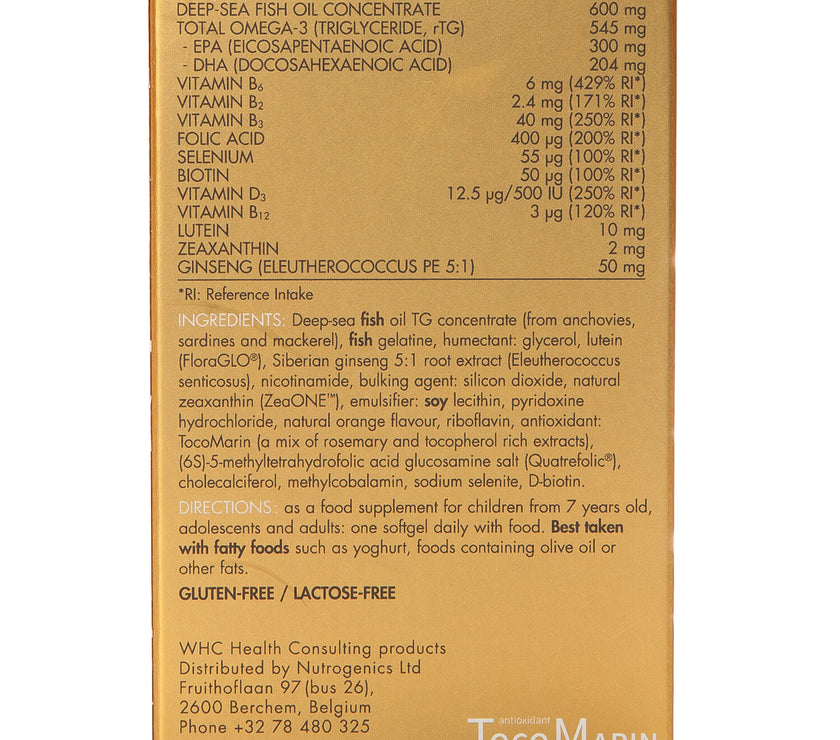 DEEP-SEA FISH OIL CONCENTRATE 600 mg
TOTAL OMEGA-3 (TRIGLYCERIDE, rTG) 545 mg
- EPA (EICOSAPENTAENOIC ACID) 300 mg
- DHA (DOCOSAHEXAENOIC ACID) 204 mg
VITAMIN B₆ 6 mg (429% RI*)
VITAMIN B₂ 2.4 mg (171% RI*)
VITAMIN B₃ 40 mg (250% RI*)
FOLIC ACID 400 µg (200% RI*)
SELENIUM 55 µg (100% RI*)
BIOTIN 50 µg (100% RI*)
VITAMIN D₃ 12.5 µg/500 IU (250% RI*)
VITAMIN B₁₂ 3 µg (120% RI*)
LUTEIN 10 mg
ZEAXANTHIN 2 mg
GINSENG (ELEUTHEROCOCCUS PE 5:1) 50 mg
*RI: Reference Intake
INGREDIENTS: Deep-sea fish oil TG concentrate (from anchovies,
sardines and mackerel), fish gelatine, humectant: glycerol, lutein
(FloraGLO®), Siberian ginseng 5:1 root extract (Eleutherococcus
senticosus), nicotinamide, bulking agent: silicon dioxide, natural
zeaxanthin (ZeaONE™), emulsifier: soy lecithin, pyridoxine
hydrochloride, natural orange flavour, riboflavin, antioxidant:
TocoMarin (a mix of rosemary and tocopherol rich extracts),
(6S)-5-methyltetrahydrofolic acid glucosamine salt (Quatrefolic®),
cholecalciferol, methylcobalamin, sodium selenite, D-biotin.
DIRECTIONS: as a food supplement for children from 7 years old,
adolescents and adults: one softgel daily with food. Best taken
with fatty foods such as yoghurt, foods containing olive oil or
other fats.
GLUTEN-FREE / LACTOSE-FREE
WHC Health Consulting products
Distributed by Nutrogenics Ltd
Fruithoflaan 97 (bus 26),
2600 Berchem, Belgium
Phone +32 78 480 325
antioxidant
TocoMarin